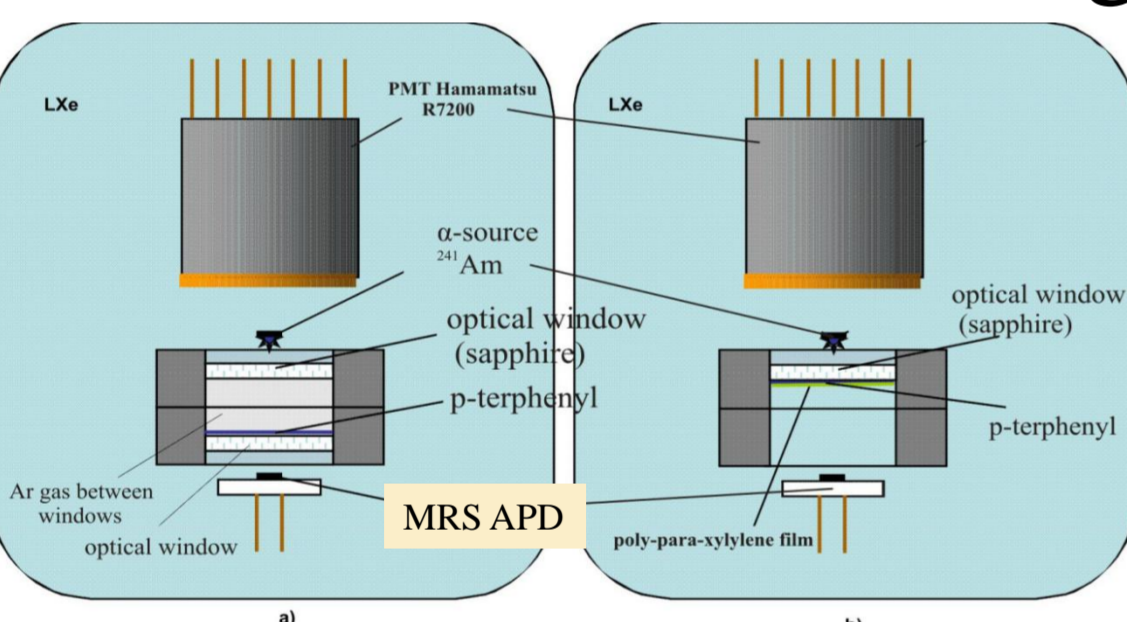 LXe
PMT Hamamatsu
R7200
α-source
²⁴¹Am
optical window
(sapphire)
p-terphenyl
Ar gas between
windows
optical window
MRS APD
a)
LXe
optical window
(sapphire)
p-terphenyl
poly-para-xylylene film